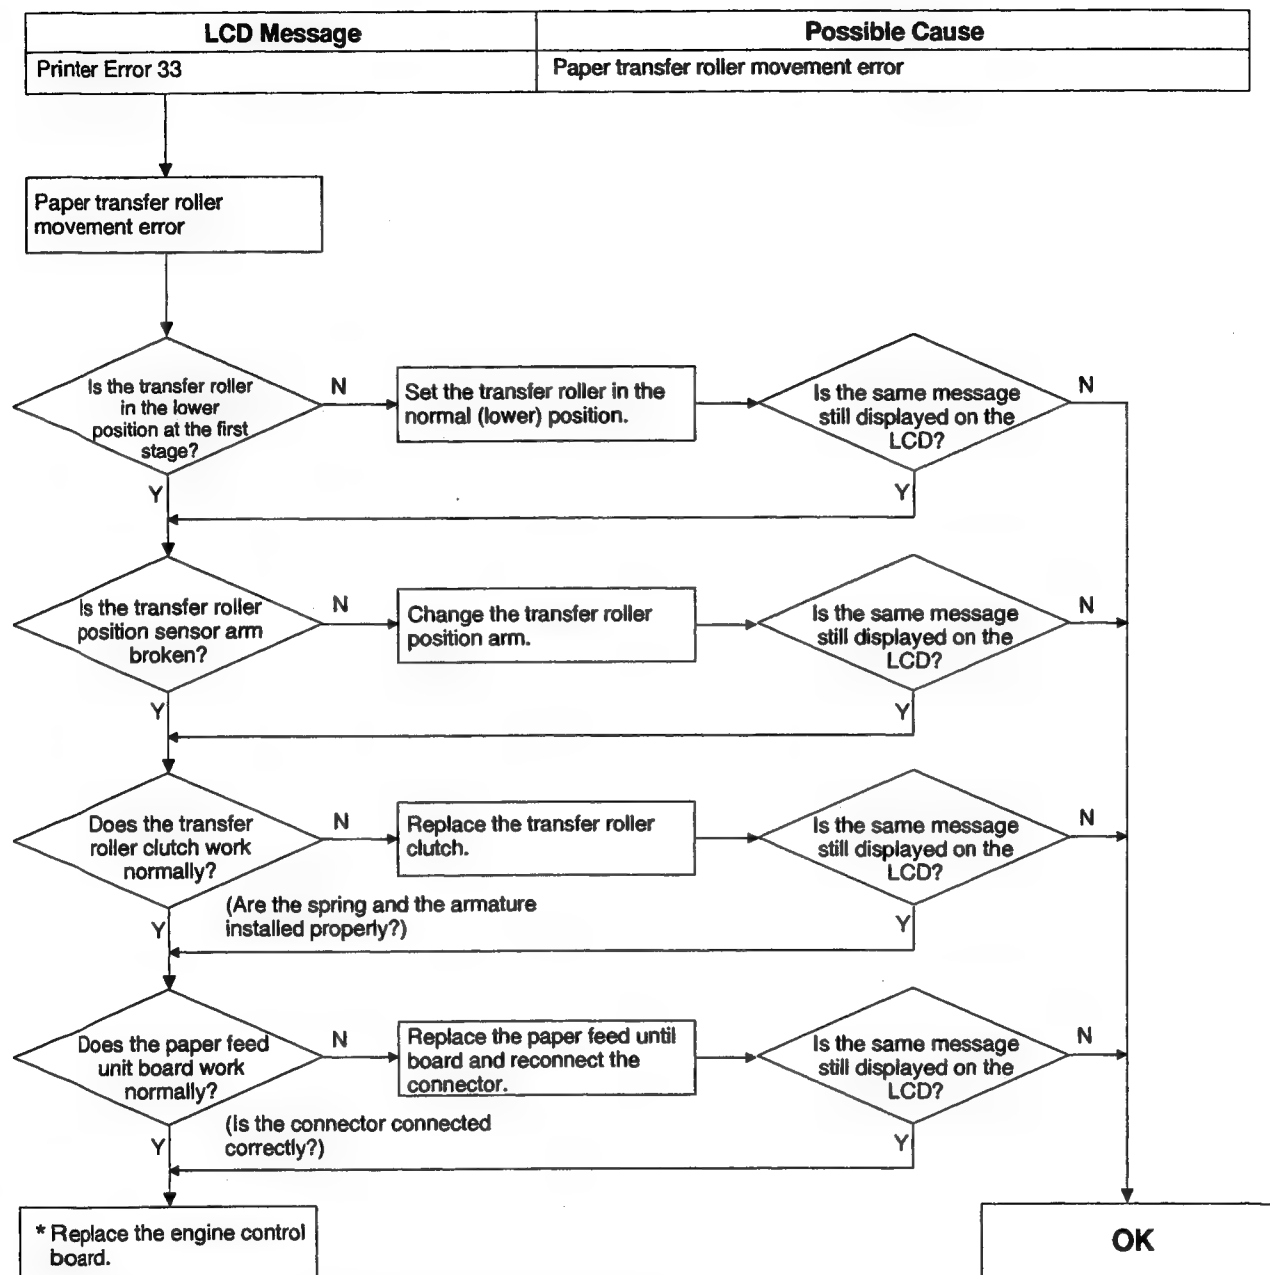 LCD Message
Possible Cause
Printer Error 33
Paper transfer roller movement error
Paper transfer roller
movement error
Is the transfer roller
in the lower
position at the first
stage?
N
Set the transfer roller in the
normal (lower) position.
Is the same message
still displayed on the
LCD?
N
Y
Y
Is the transfer roller
position sensor arm
broken?
N
Change the transfer roller
position arm.
Is the same message
still displayed on the
LCD?
N
Y
Y
Does the transfer
roller clutch work
normally?
N
Replace the transfer roller
clutch.
Is the same message
still displayed on the
LCD?
N
(Are the spring and the armature
installed properly?)
Y
Y
Does the paper feed
unit board work
normally?
N
Replace the paper feed until
board and reconnect the
connector.
Is the same message
still displayed on the
LCD?
N
(Is the connector connected
correctly?)
Y
Y
* Replace the engine control
board.
OK